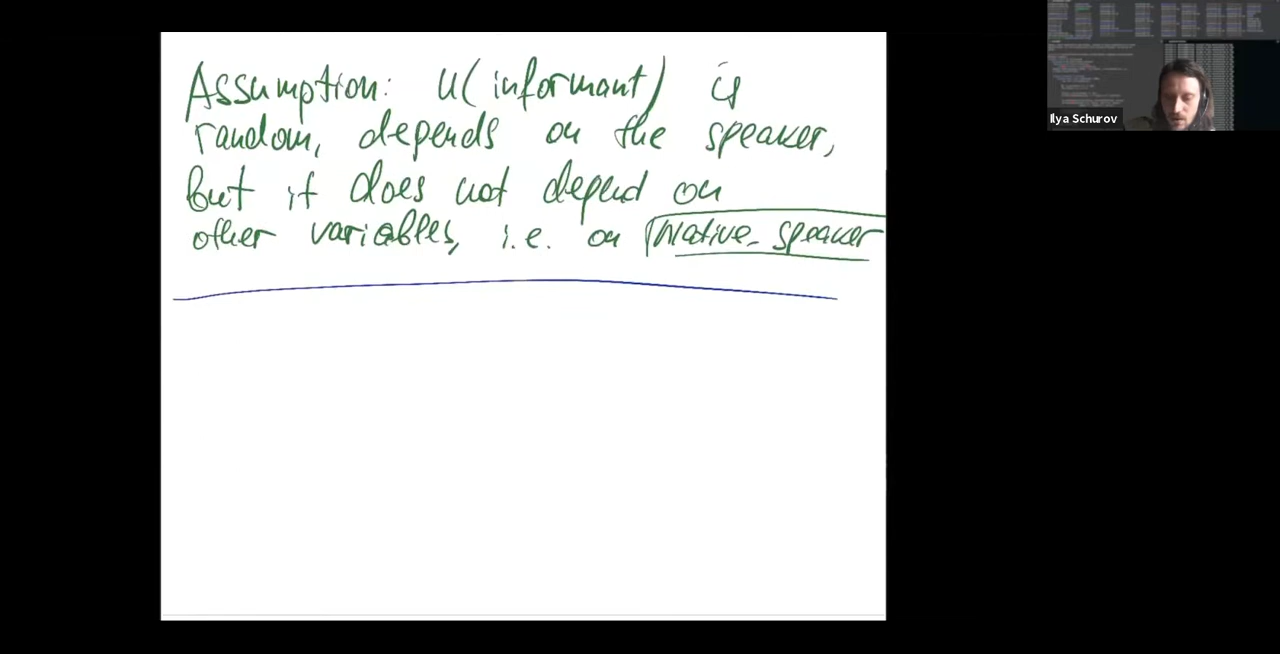 Assumption: u(informant) is
random, depends on the speaker,
but it does not depend on
other variables, i.e. on Native_speaker
Ilya Schurov